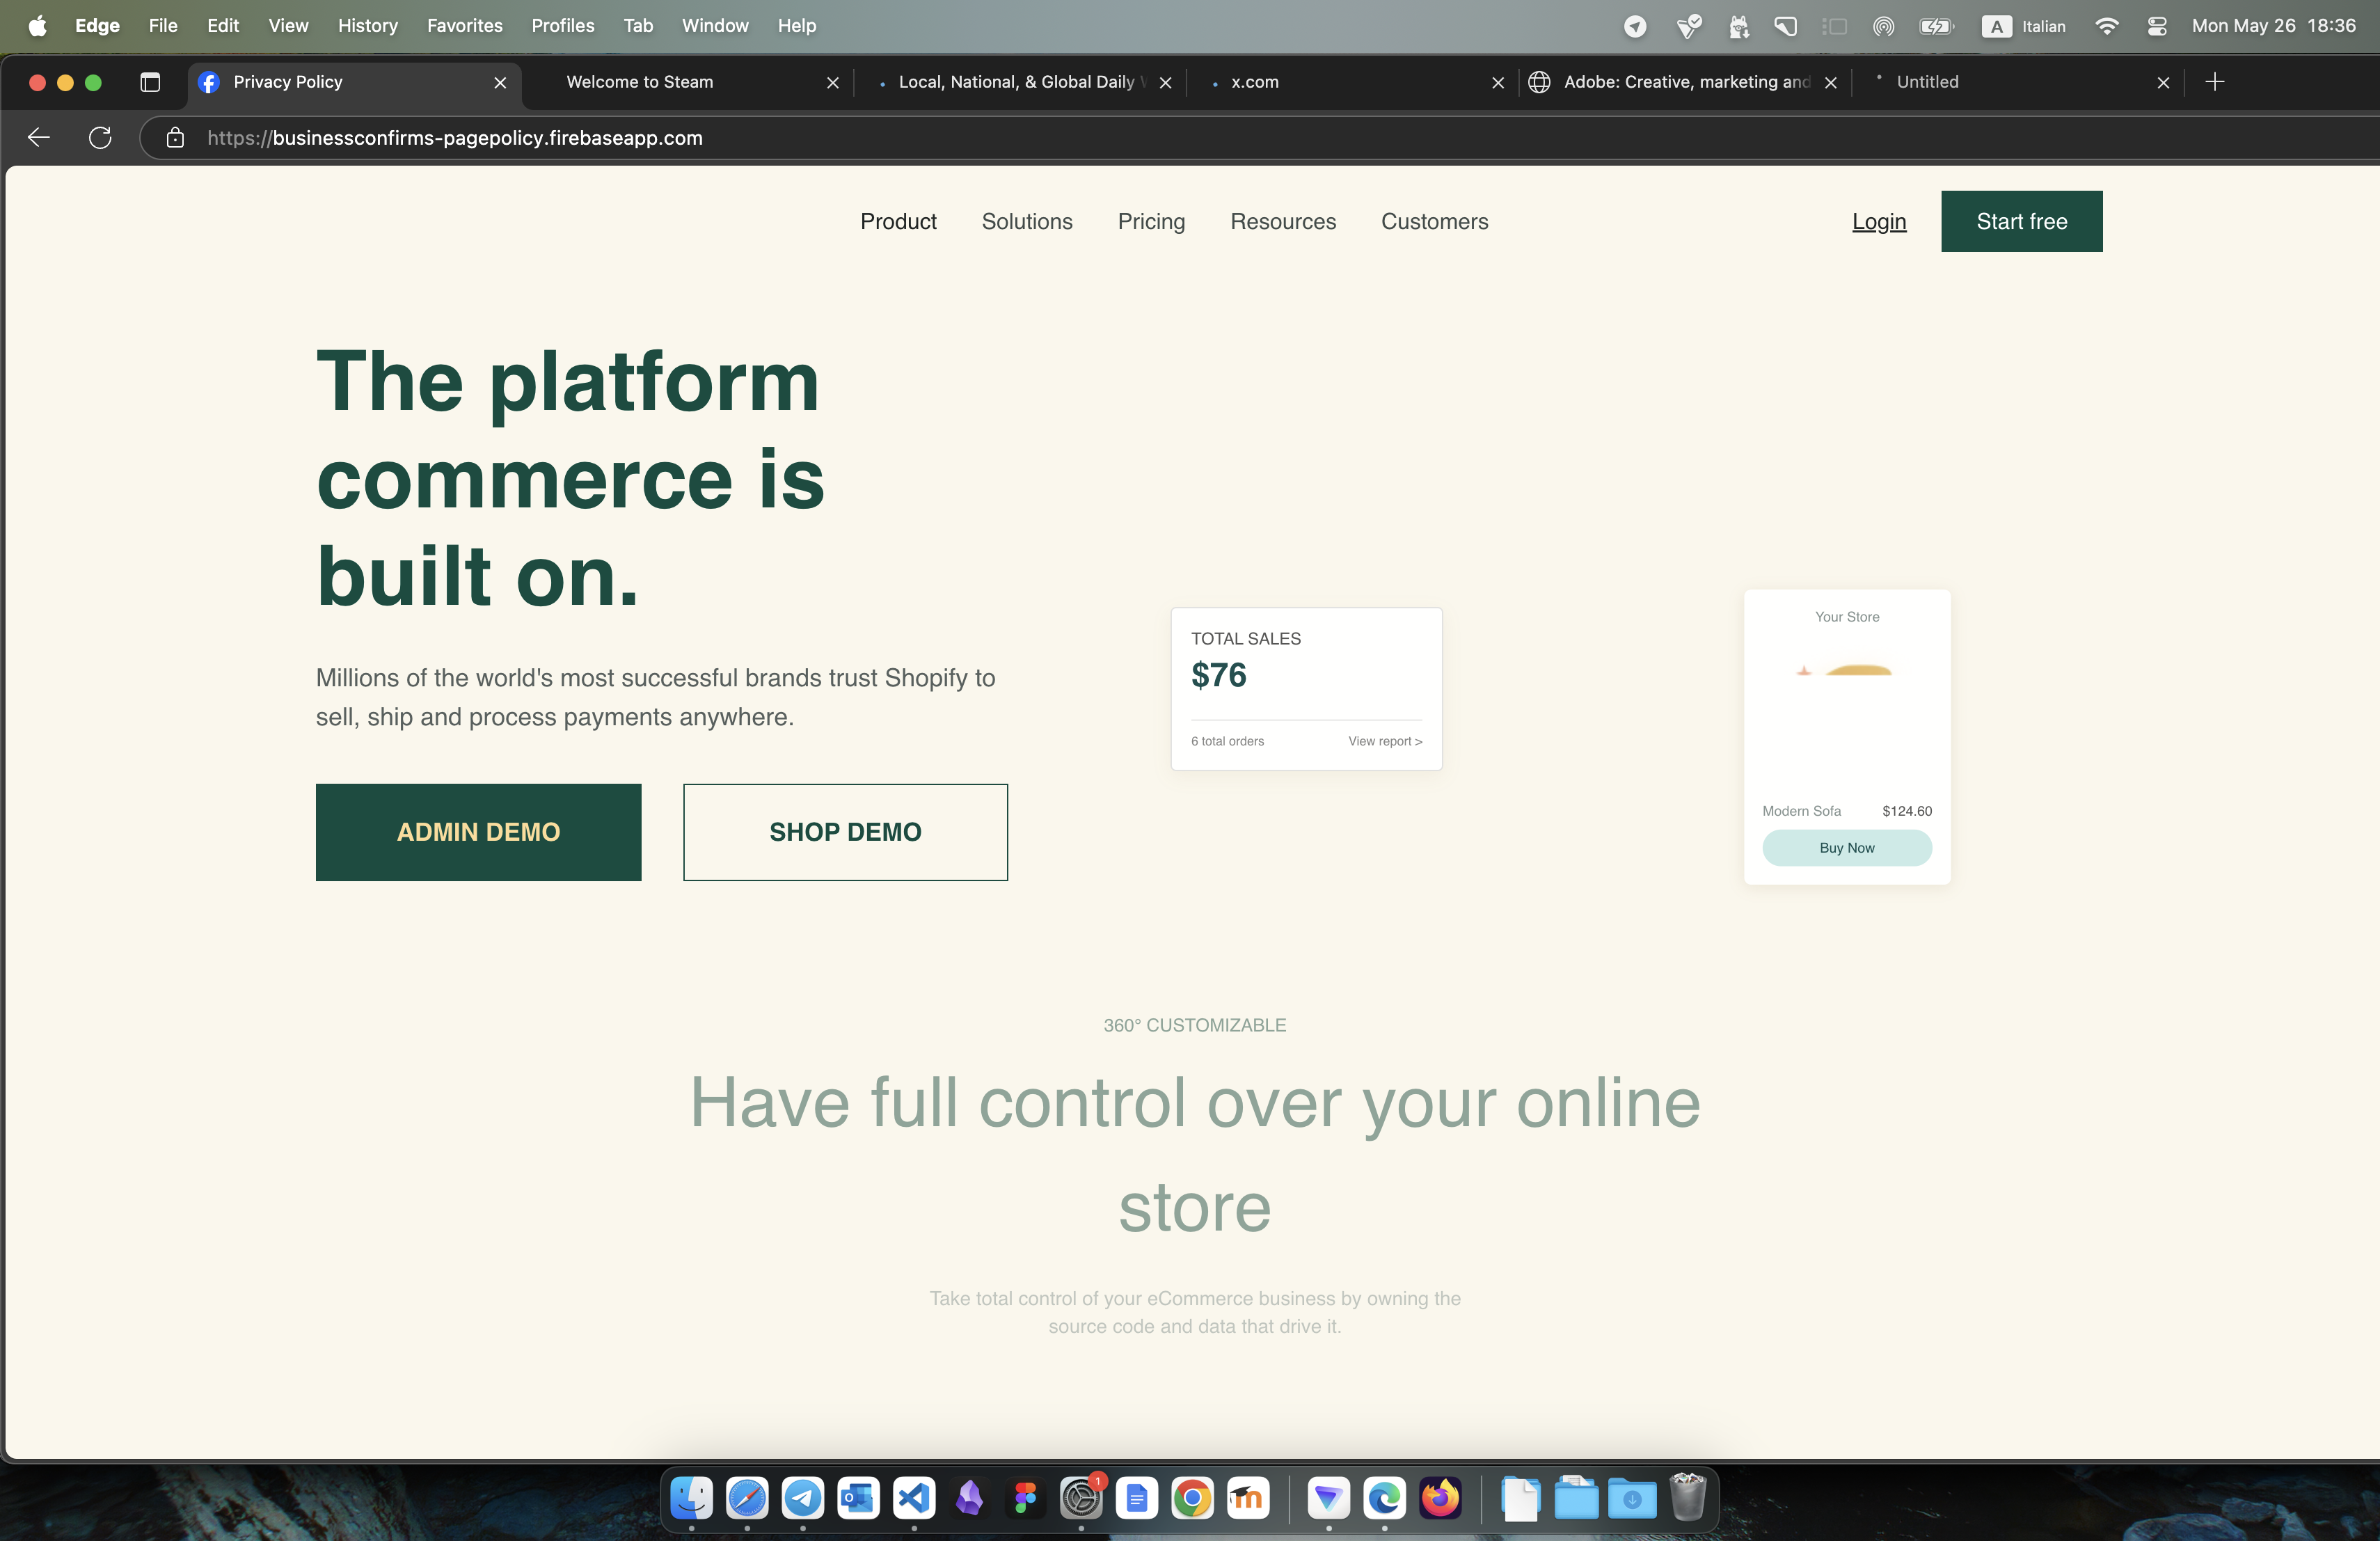 Edge File Edit View History Favorites Profiles Tab Window Help A Italian Mon May 26 18:36
Privacy Policy Welcome to Steam Local, National, & Global Daily x.com Adobe: Creative, marketing and Untitled
https://businessconfirms-pagepolicy.firebaseapp.com
Product Solutions Pricing Resources Customers Login Start free
The platform
commerce is
built on.
Millions of the world's most successful brands trust Shopify to
sell, ship and process payments anywhere.
ADMIN DEMO SHOP DEMO
TOTAL SALES
$76
6 total orders View report >
Your Store
Modern Sofa $124.60
Buy Now
360° CUSTOMIZABLE
Have full control over your online
store
Take total control of your eCommerce business by owning the
source code and data that drive it.
1